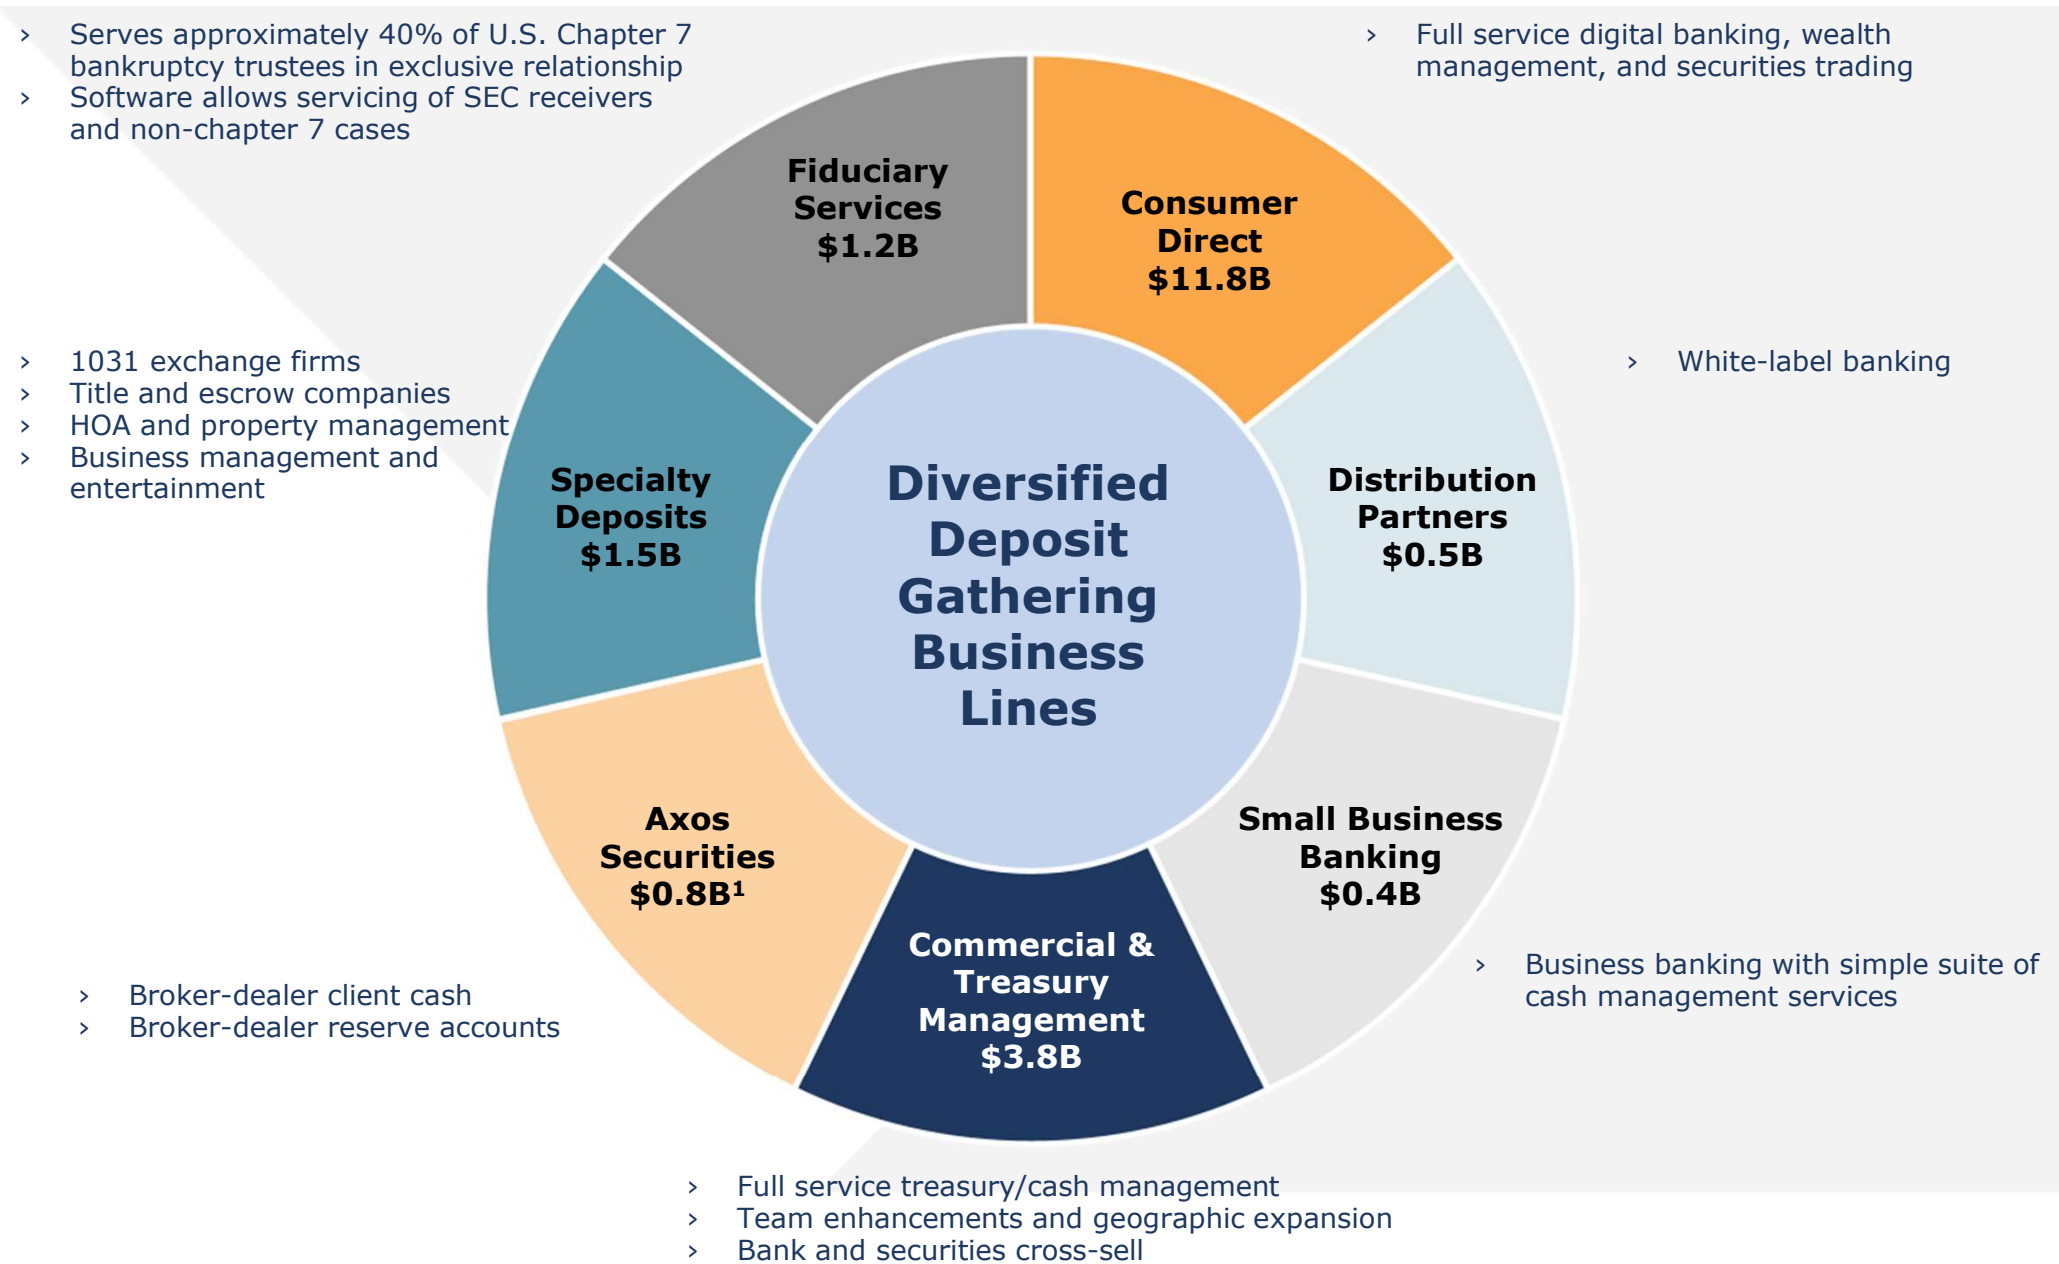 › Serves approximately 40% of U.S. Chapter 7
bankruptcy trustees in exclusive relationship
› Software allows servicing of SEC receivers
and non-chapter 7 cases
› Full service digital banking, wealth
management, and securities trading
Fiduciary
Services
$1.2B
Consumer
Direct
$11.8B
› 1031 exchange firms
› Title and escrow companies
› HOA and property management
› Business management and
entertainment
› White-label banking
Specialty
Deposits
$1.5B
Diversified
Deposit
Gathering
Business
Lines
Distribution
Partners
$0.5B
Axos
Securities
$0.8B¹
Small Business
Banking
$0.4B
Commercial &
Treasury
Management
$3.8B
› Broker-dealer client cash
› Broker-dealer reserve accounts
› Business banking with simple suite of
cash management services
› Full service treasury/cash management
› Team enhancements and geographic expansion
› Bank and securities cross-sell